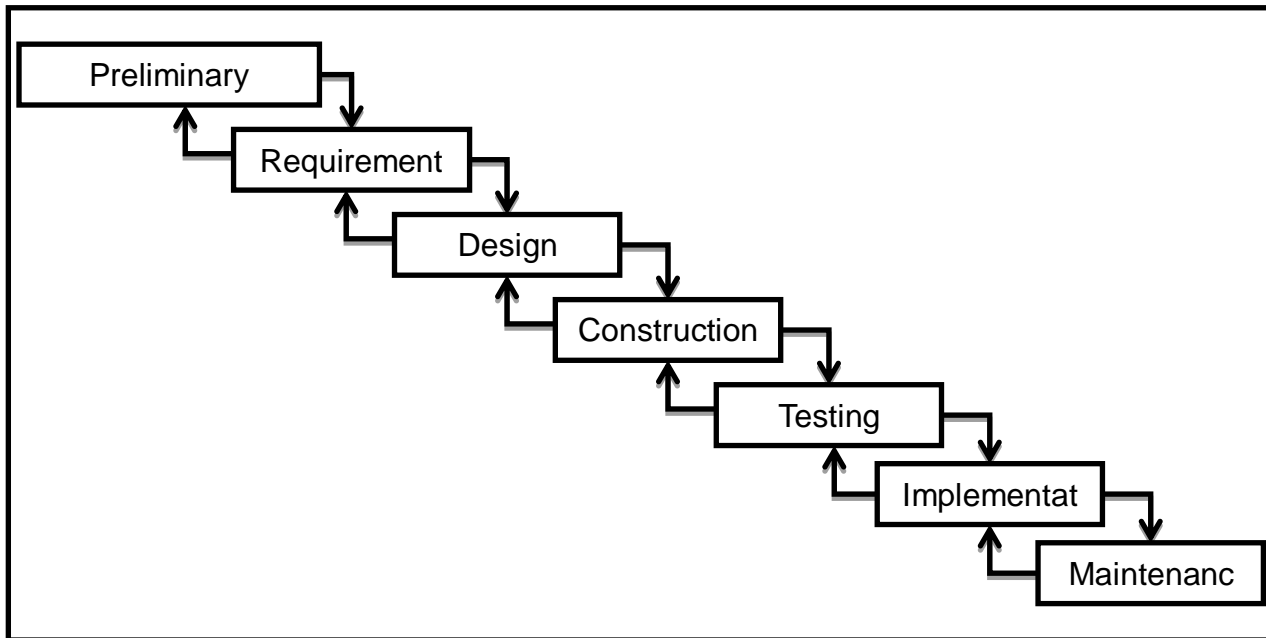 Preliminary
Requirement
Design
Construction
Testing
Implementat
Maintenanc